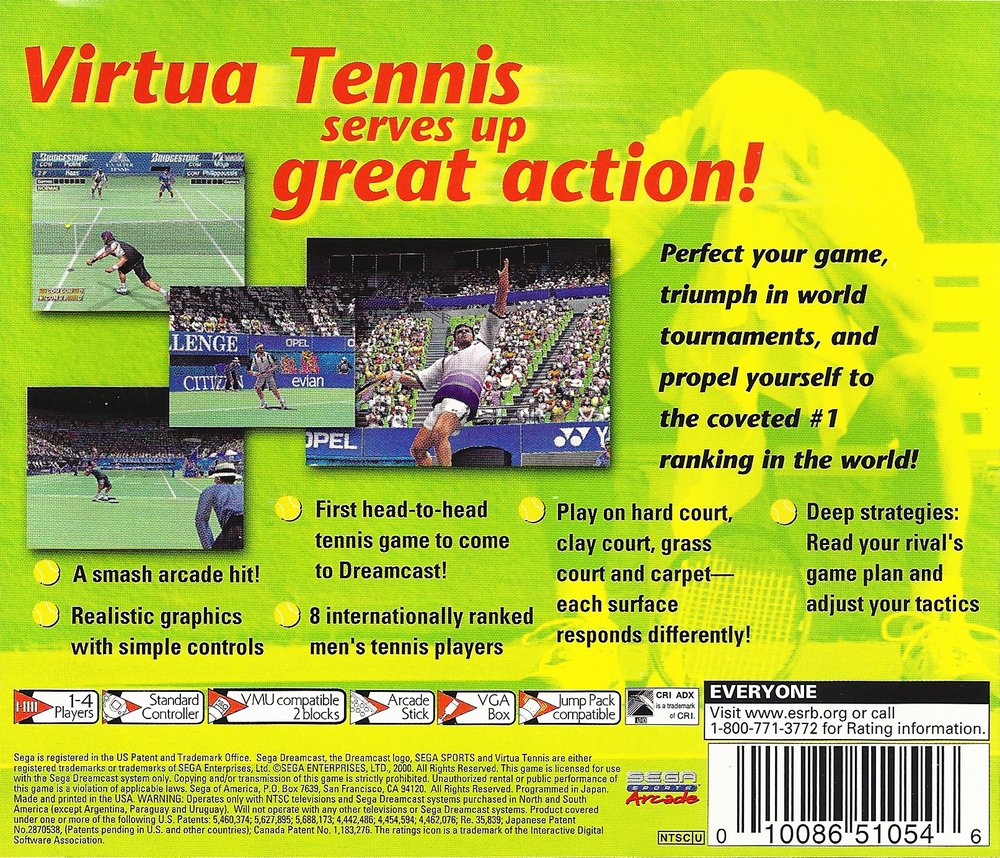 Virtua Tennis
serves up
great action!
BRIDGESTONE
BRIDGESTONE
COM
COM Moya
2P Haas
COM Philippoussis
LLENGE
OPEL
CITIZEN
evian
OPEL
Y
Perfect your game,
triumph in world
tournaments, and
propel yourself to
the coveted #1
ranking in the world!
A smash arcade hit!
Realistic graphics
with simple controls
First head-to-head
tennis game to come
to Dreamcast!
8 internationally ranked
men's tennis players
Play on hard court,
clay court, grass
court and carpet—
each surface
responds differently!
Deep strategies:
Read your rival's
game plan and
adjust your tactics
1-4
Players
Standard
Controller
VMU compatible
2 blocks
Arcade
Stick
VGA
Box
Jump Pack
compatible
CRI ADX
is a trademark
of CRI.
EVERYONE
Visit www.esrb.org or call
1-800-771-3772 for Rating information.
Sega is registered in the US Patent and Trademark Office. Sega Dreamcast, the Dreamcast logo, SEGA SPORTS and Virtua Tennis are either
registered trademarks or trademarks of SEGA Enterprises, Ltd. ©SEGA ENTERPRISES, LTD., 2000. All Rights Reserved. This game is licensed for use
with the Sega Dreamcast system only. Copying and/or transmission of this game is strictly prohibited. Unauthorized rental or public performance of
this game is a violation of applicable laws. Sega of America, P.O. Box 7639, San Francisco, CA 94120. All Rights Reserved. Programmed in Japan.
Made and printed in the USA. WARNING: Operates only with NTSC televisions and Sega Dreamcast systems purchased in North and South
America (except Argentina, Paraguay and Uruguay). Will not operate with any other televisions or Sega Dreamcast systems. Product covered
under one or more of the following U.S. Patents: 5,460,374; 5,627,895; 5,688,173; 4,442,486; 4,454,594; 4,462,076; Re. 35,839; Japanese Patent
No.2870538, (Patents pending in U.S. and other countries); Canada Patent No. 1,183,276. The ratings icon is a trademark of the Interactive Digital
Software Association.
SEGA
SPORTS
Arcade
NTSC U
0 10086 51054 6